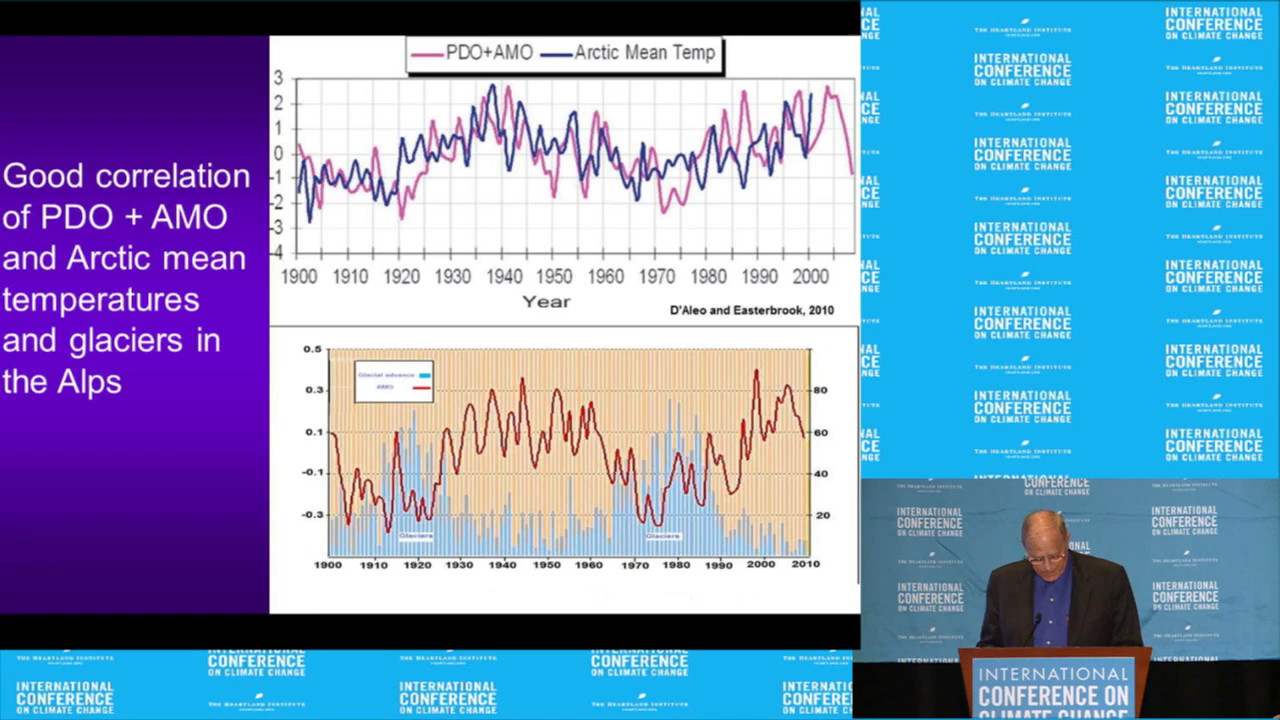 Good correlation
of PDO + AMO
and Arctic mean
temperatures
and glaciers in
the Alps
PDO+AMO
Arctic Mean Temp
3
2
1
0
-1
-2
-3
-4
1900 1910 1920 1930 1940 1950 1960 1970 1980 1990 2000
Year
D'Aleo and Easterbrook, 2010
Glacial advance
AMO
0.5
0.3
0.1
-0.1
-0.3
80
60
40
20
Glaciers
Glaciers
1900 1910 1920 1930 1940 1950 1960 1970 1980 1990 2000 2010
INTERNATIONAL
CONFERENCE
ON CLIMATE CHANGE
THE HEARTLAND INSTITUTE
INTERNATIONAL
CONFERENCE ON
CLIMATE CHANGE